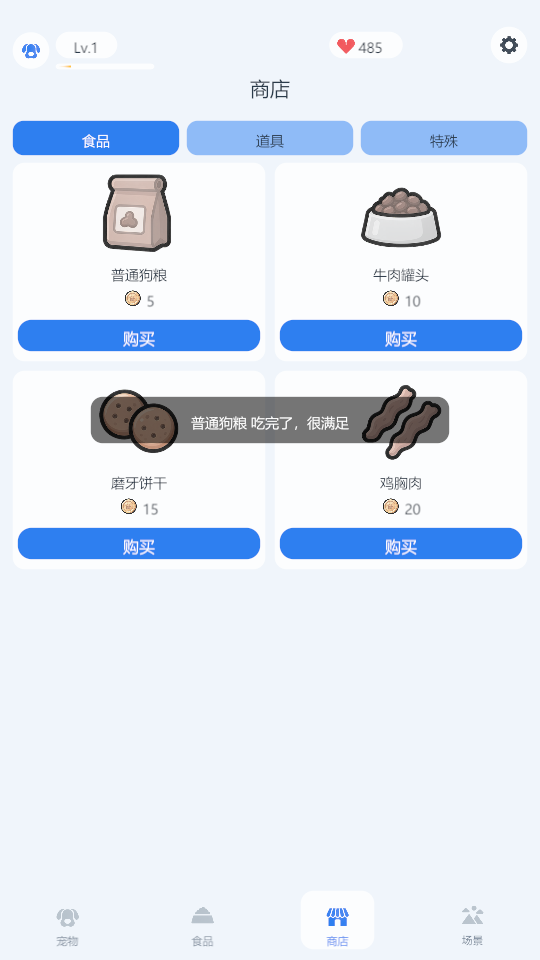 Lv.1
485
商店
食品
道具
特殊
普通狗粮
5
购买
牛肉罐头
10
购买
普通狗粮 吃完了，很满足
磨牙饼干
15
购买
鸡胸肉
20
购买
宠物
食品
商店
场景